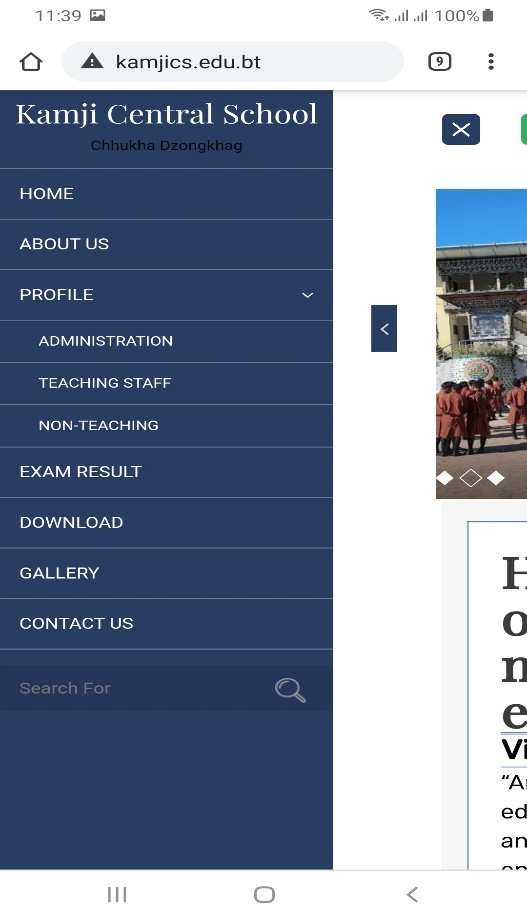 11:39 100%
9
kamjics.edu.bt
Kamji Central School
Chhukha Dzongkhag
HOME
ABOUT US
PROFILE
ADMINISTRATION
TEACHING STAFF
NON-TEACHING
EXAM RESULT
DOWNLOAD
GALLERY
CONTACT US
Search For
H
o
m
e
Vi
ed
an